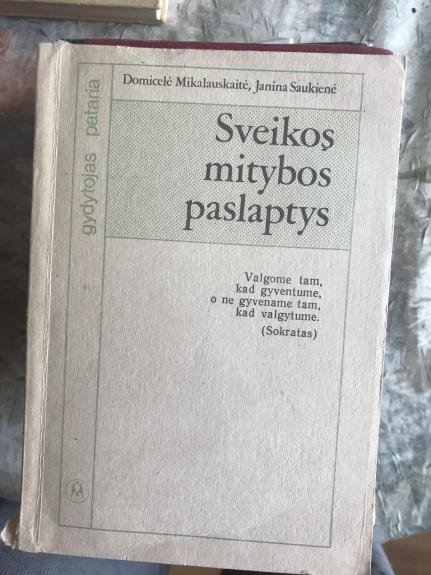 Domicelė Mikalauskaitė, Janina Saukienė
gydytojas pataria
Sveikos
mitybos
paslaptys
Valgome tam,
kad gyventume,
o ne gyvename tam,
kad valgytume.
(Sokratas)